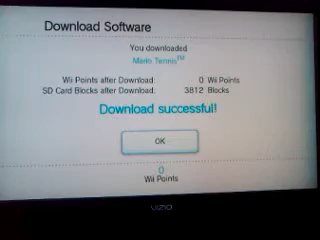 Download Software
You downloaded
Mario Tennis™
Wii Points after Download: 0 Wii Points
SD Card Blocks after Download: 3812 Blocks
Download successful!
OK
0
Wii Points
VIZIO